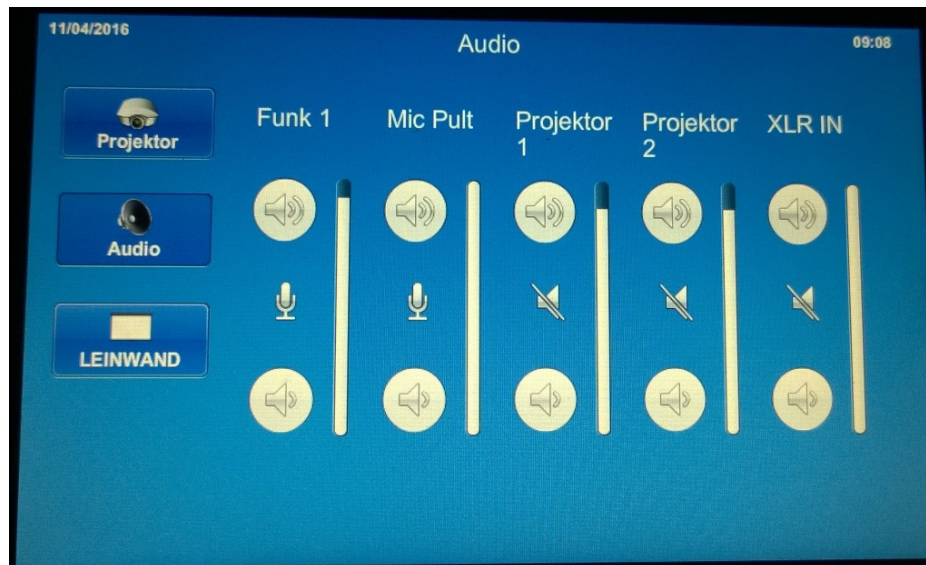 11/04/2016
Audio
09:08
Projektor
Audio
LEINWAND
Funk 1
Mic Pult
Projektor
1
Projektor
2
XLR IN